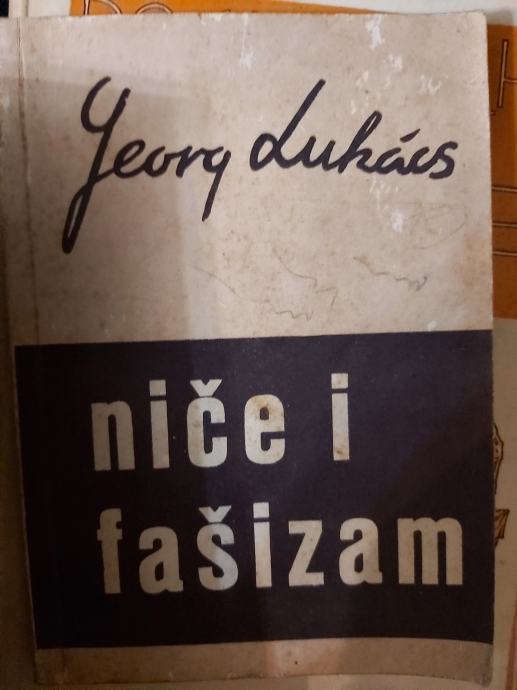 Georg Lukács
niče i
fašizam